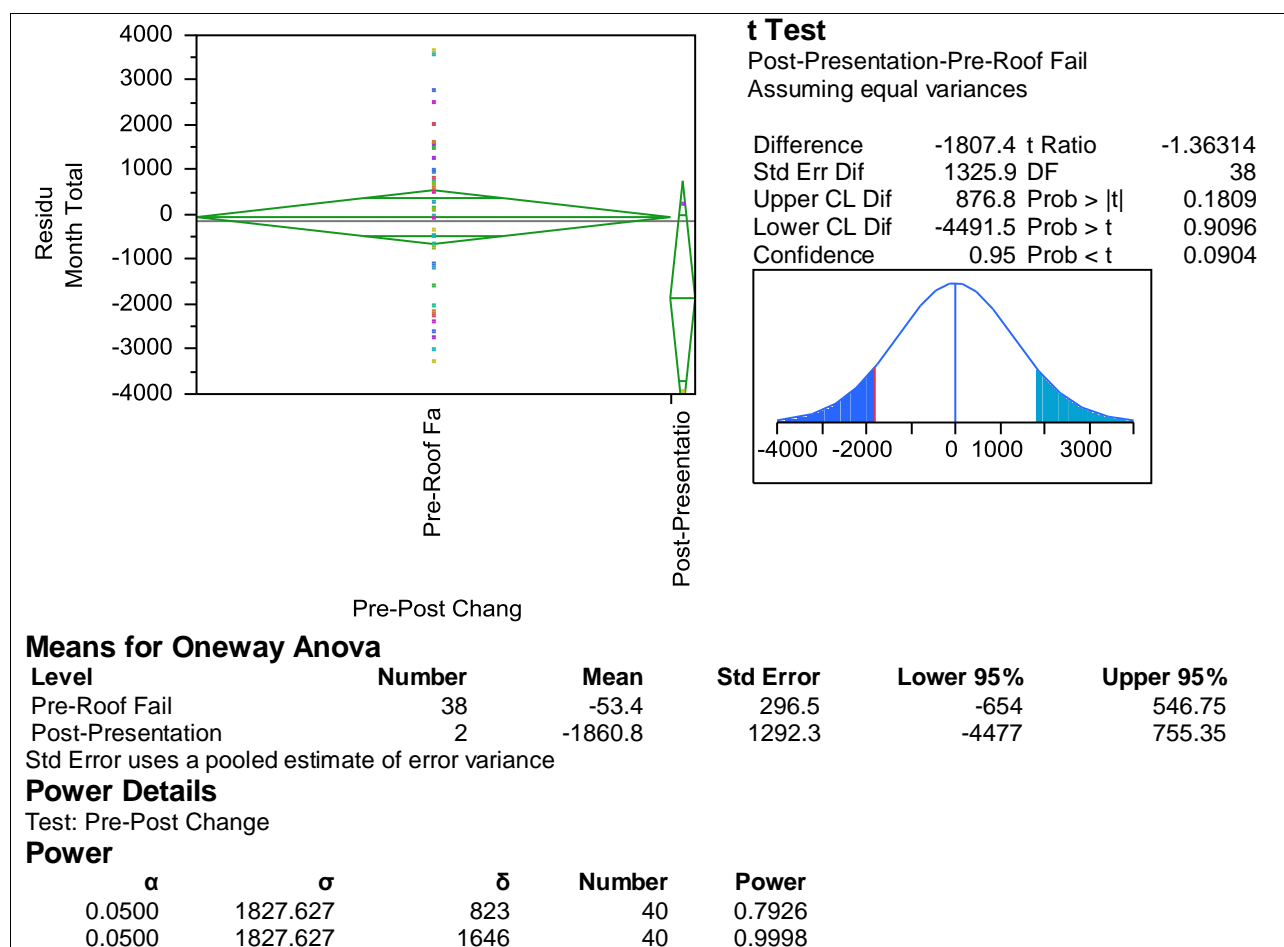 4000
3000
2000
1000
0
-1000
-2000
-3000
-4000
Residu
Month Total
Pre-Roof Fa
Post-Presentatio
Pre-Post Chang
t Test
Post-Presentation-Pre-Roof Fail
Assuming equal variances
Difference -1807.4 t Ratio -1.36314
Std Err Dif 1325.9 DF 38
Upper CL Dif 876.8 Prob > |t| 0.1809
Lower CL Dif -4491.5 Prob > t 0.9096
Confidence 0.95 Prob < t 0.0904
-4000 -2000 0 1000 3000
Means for Oneway Anova
Level Number Mean Std Error Lower 95% Upper 95%
Pre-Roof Fail 38 -53.4 296.5 -654 546.75
Post-Presentation 2 -1860.8 1292.3 -4477 755.35
Std Error uses a pooled estimate of error variance
Power Details
Test: Pre-Post Change
Power
α σ δ Number Power
0.0500 1827.627 823 40 0.7926
0.0500 1827.627 1646 40 0.9998